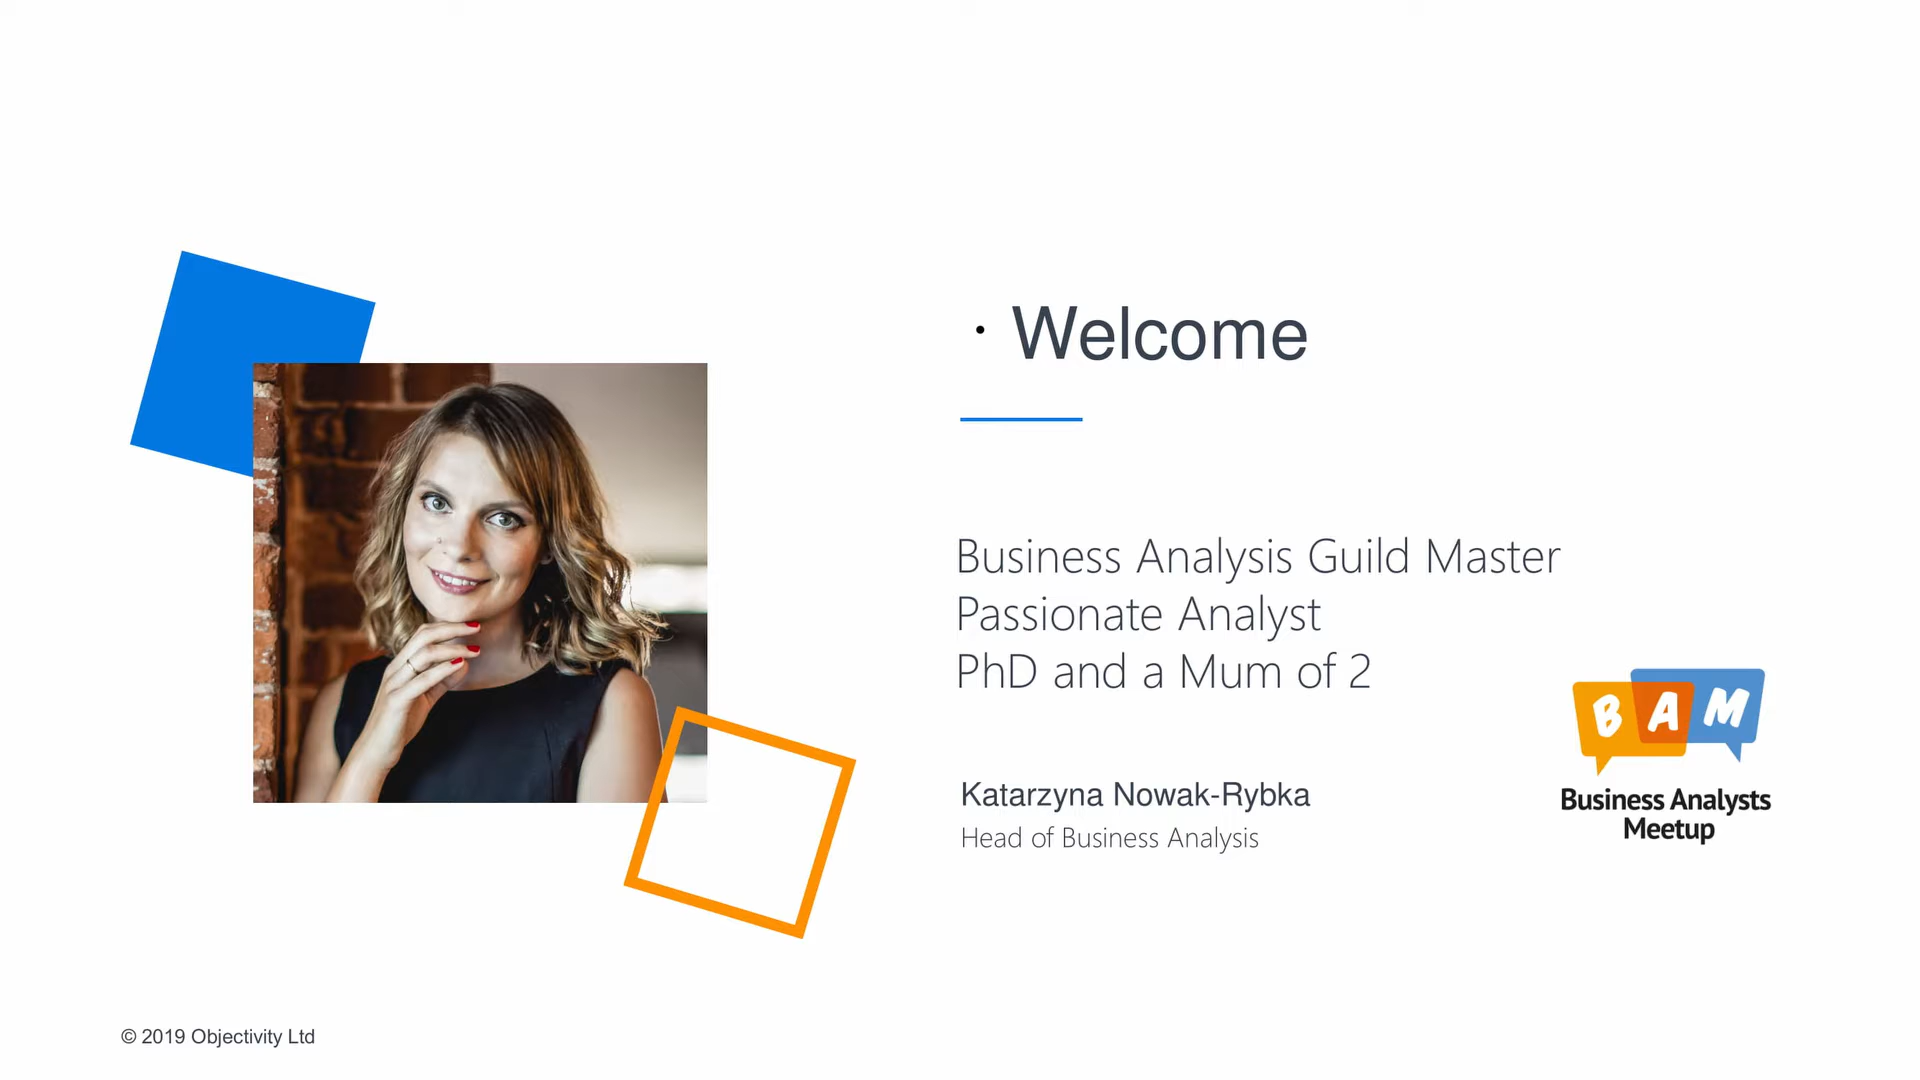 • Welcome
Business Analysis Guild Master
Passionate Analyst
PhD and a Mum of 2
Katarzyna Nowak-Rybka
Head of Business Analysis
BAM
Business Analysts
Meetup
© 2019 Objectivity Ltd